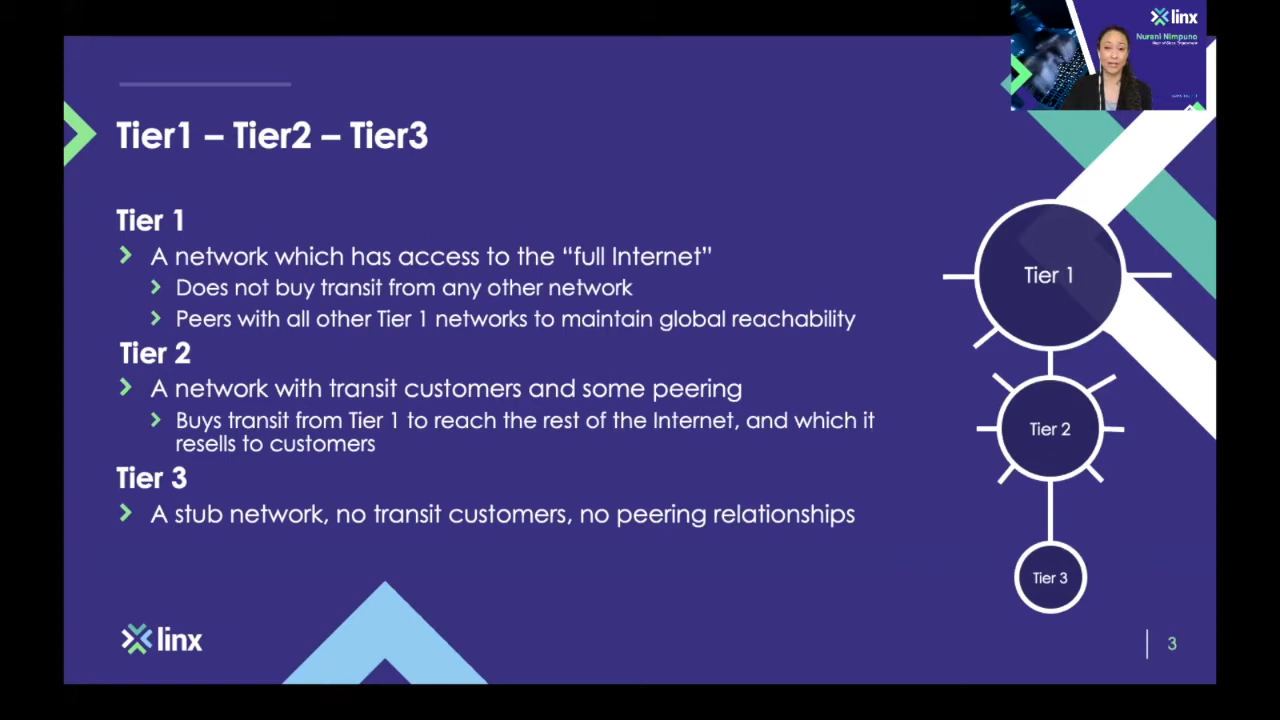 linx
Nurani Nimpuno
Tier1 – Tier2 – Tier3
Tier 1
A network which has access to the “full Internet”
Does not buy transit from any other network
Peers with all other Tier 1 networks to maintain global reachability
Tier 2
A network with transit customers and some peering
Buys transit from Tier 1 to reach the rest of the Internet, and which it
resells to customers
Tier 3
A stub network, no transit customers, no peering relationships
Tier 1
Tier 2
Tier 3
linx
3